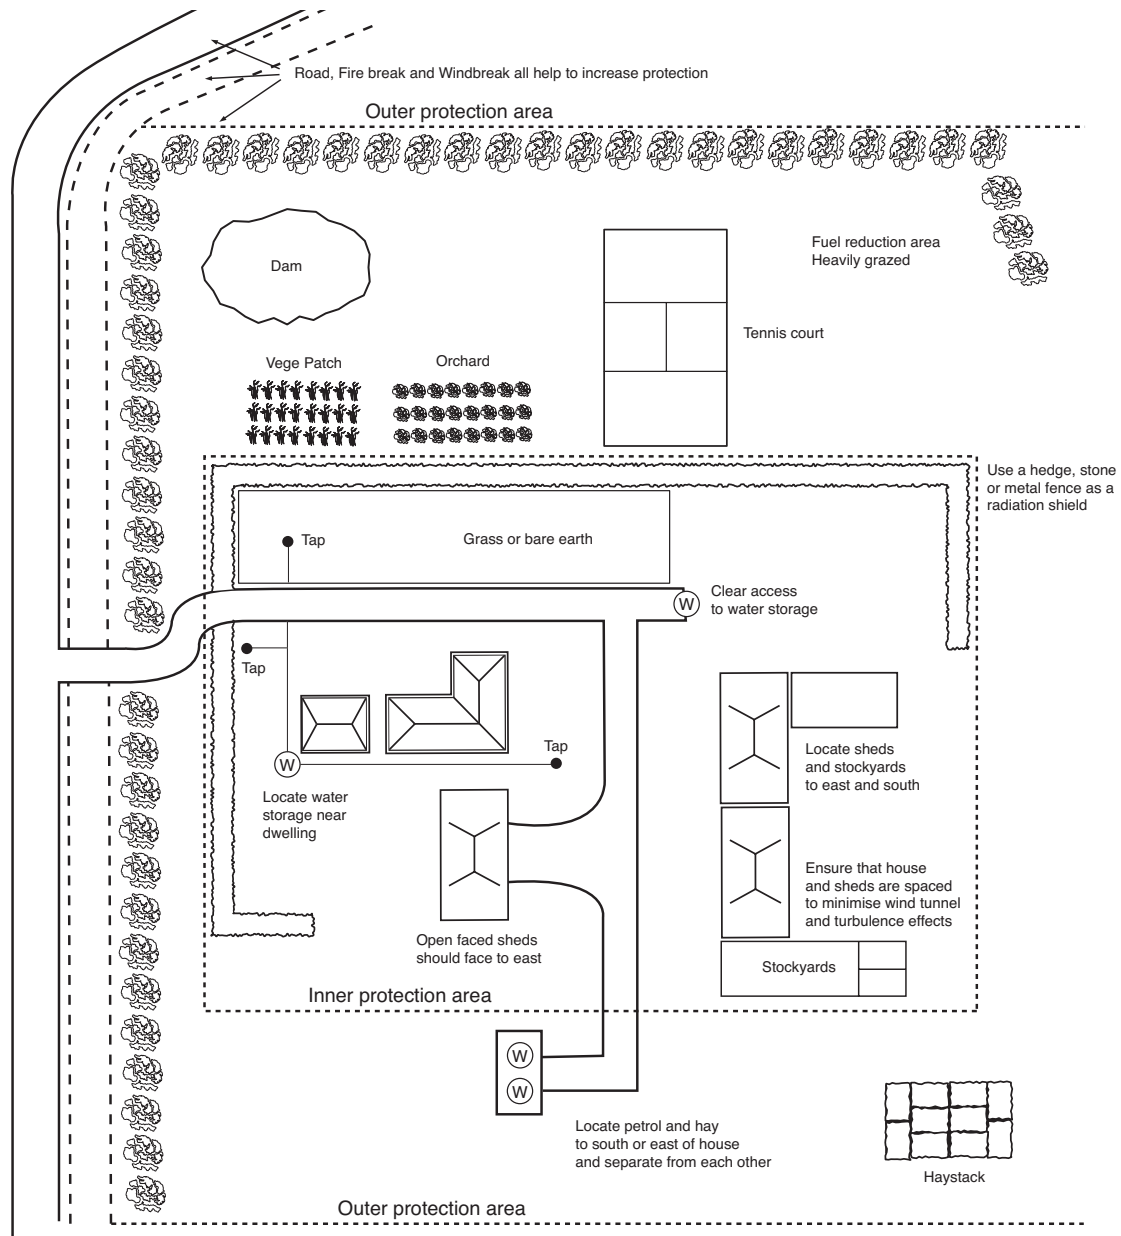 Road, Fire break and Windbreak all help to increase protection
Outer protection area
Dam
Fuel reduction area
Heavily grazed
Tennis court
Vege Patch
Orchard
Use a hedge, stone
or metal fence as a
radiation shield
Tap
Grass or bare earth
Clear access
to water storage
W
Tap
W
Tap
Locate water
storage near
dwelling
Locate sheds
and stockyards
to east and south
Ensure that house
and sheds are spaced
to minimise wind tunnel
and turbulence effects
Open faced sheds
should face to east
Stockyards
Inner protection area
W
W
Locate petrol and hay
to south or east of house
and separate from each other
Haystack
Outer protection area